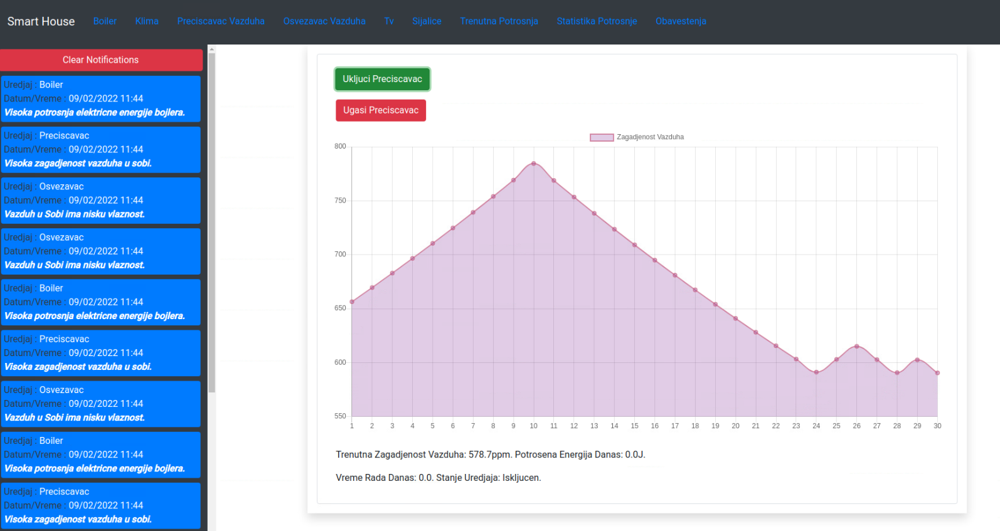 Smart House Boiler Klima Preciscavac Vazduha Osvezavac Vazduha Tv Sijalice Trenutna Potrosnja Statistika Potrosnje Obavestenja
Clear Notifications
Uredjaj : Boiler
Datum/Vreme : 09/02/2022 11:44
Visoka potrosnja elektricne energije bojlera.
Uredjaj : Preciscavac
Datum/Vreme : 09/02/2022 11:44
Visoka zagadjenost vazduha u sobi.
Uredjaj : Osvezavac
Datum/Vreme : 09/02/2022 11:44
Vazduh u Sobi ima nisku vlaznost.
Uredjaj : Osvezavac
Datum/Vreme : 09/02/2022 11:44
Vazduh u Sobi ima nisku vlaznost.
Uredjaj : Boiler
Datum/Vreme : 09/02/2022 11:44
Visoka potrosnja elektricne energije bojlera.
Uredjaj : Preciscavac
Datum/Vreme : 09/02/2022 11:44
Visoka zagadjenost vazduha u sobi.
Uredjaj : Osvezavac
Datum/Vreme : 09/02/2022 11:44
Vazduh u Sobi ima nisku vlaznost.
Uredjaj : Boiler
Datum/Vreme : 09/02/2022 11:44
Visoka potrosnja elektricne energije bojlera.
Uredjaj : Preciscavac
Datum/Vreme : 09/02/2022 11:44
Visoka zagadjenost vazduha u sobi.
Ukljuci Preciscavac
Ugasi Preciscavac
Zagadjenost Vazduha
800
750
700
650
600
550
1 2 3 4 5 6 7 8 9 10 11 12 13 14 15 16 17 18 19 20 21 22 23 24 25 26 27 28 29 30
Trenutna Zagadjenost Vazduha: 578.7ppm. Potrosena Energija Danas: 0.0J.
Vreme Rada Danas: 0.0. Stanje Uredjaja: Iskljucen.